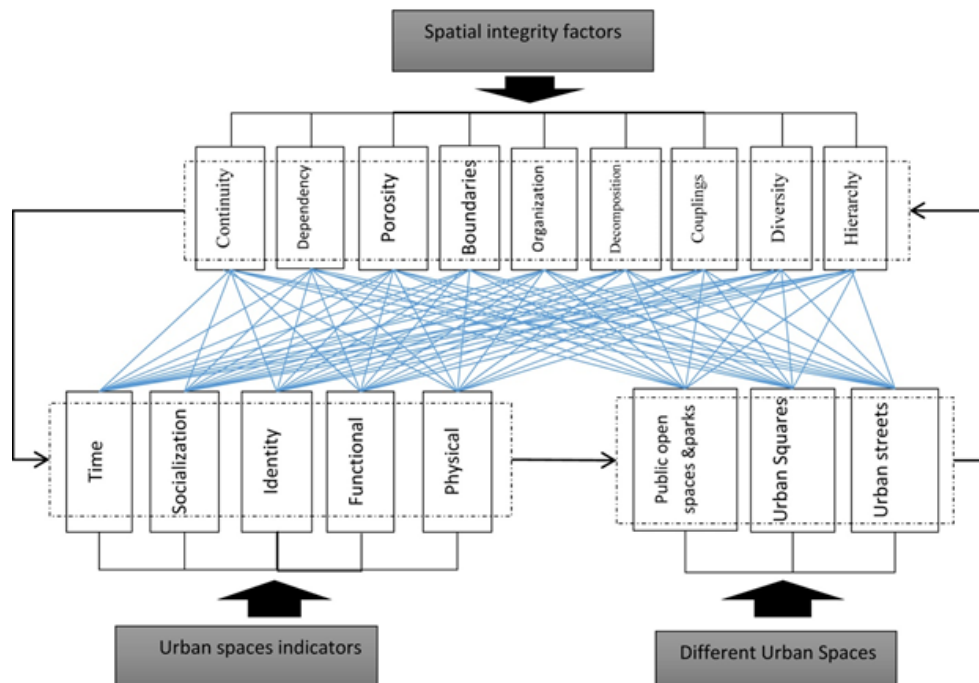 Spatial integrity factors
Continuity
Dependency
Porosity
Boundaries
Organization
Decomposition
Couplings
Diversity
Hierarchy
Time
Socialization
Identity
Functional
Physical
Public open
spaces &parks
Urban Squares
Urban streets
Urban spaces indicators
Different Urban Spaces